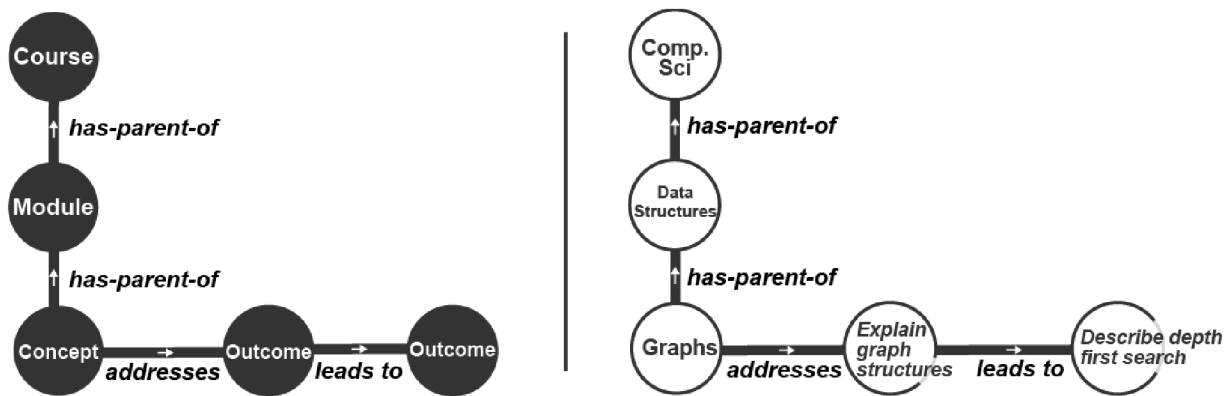 Course
has-parent-of
Module
has-parent-of
Concept
addresses
Outcome
leads to
Outcome
Comp.
Sci
has-parent-of
Data
Structures
has-parent-of
Graphs
addresses
Explain
graph
structures
leads to
Describe depth
first search